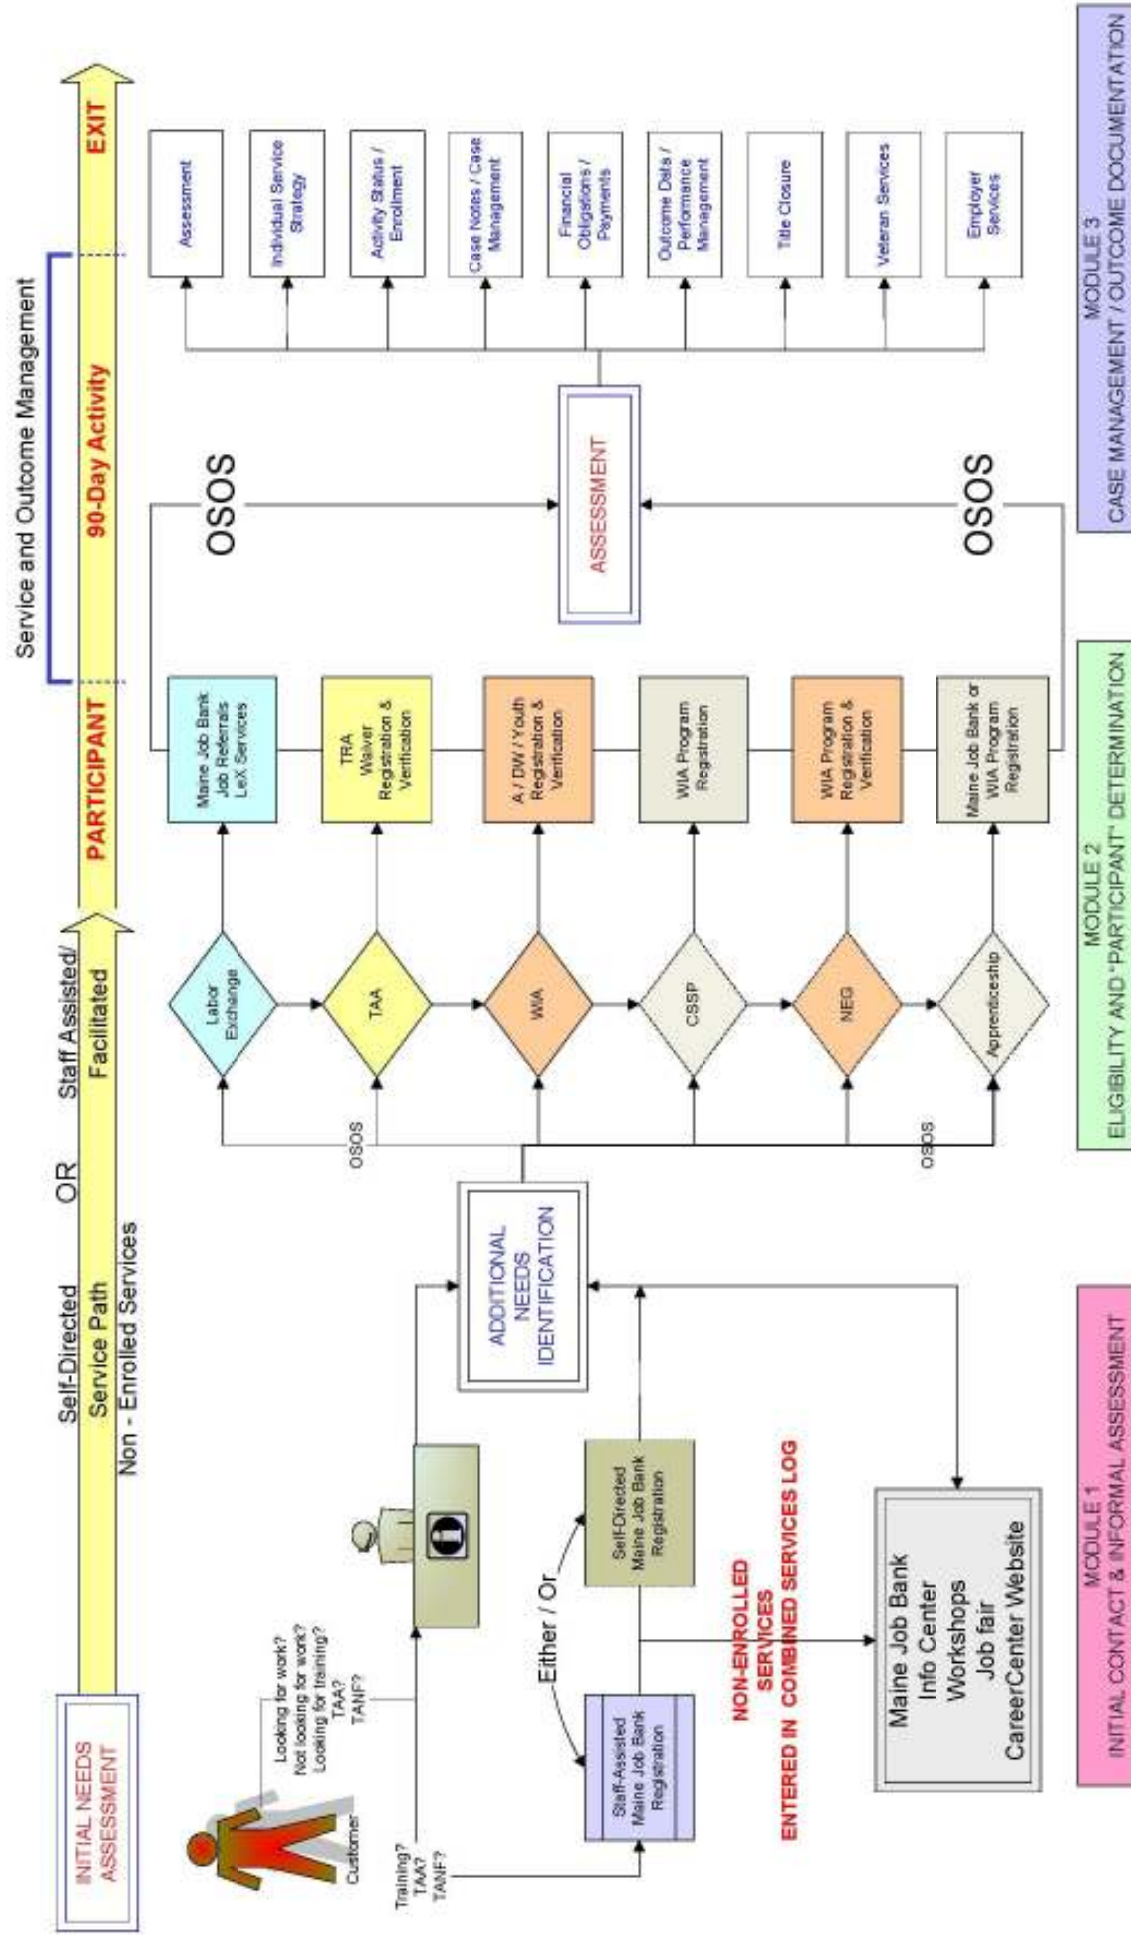 Service and Outcome Management
Self-Directed
OR
Staff Assisted/
INITIAL NEEDS
ASSESSMENT
Service Path
Facilitated
PARTICIPANT
90-Day Activity
EXIT
Non - Enrolled Services
Customer
Looking for work?
Not looking for work?
Looking for training?
TAA?
TANF?
Training?
TAA?
TANF?
i
Either / Or
Staff-Assisted
Maine Job Bank
Registration
Self-Directed
Maine Job Bank
Registration
NON-ENROLLED
SERVICES
ENTERED IN COMBINED SERVICES LOG
Maine Job Bank
Info Center
Workshops
Job fair
CareerCenter Website
ADDITIONAL
NEEDS
IDENTIFICATION
OSOS
OSOS
Labor
Exchange
TAA
WIA
CSSP
NEG
Apprenticeship
Maine Job Bank
Job Referrals
LeX Services
TRA
Waiver
Registration &
Verification
A / DW / Youth
Registration &
Verification
WIA Program
Registration
WIA Program
Registration &
Verification
Maine Job Bank or
WIA Program
Registration
OSOS
ASSESSMENT
OSOS
Assessment
Individual Service
Strategy
Activity Status /
Enrollment
Case Notes / Case
Management
Financial
Obligations /
Payments
Outcome Data /
Performance
Management
Title Closure
Veteran Services
Employer
Services
MODULE 1
INITIAL CONTACT & INFORMAL ASSESSMENT
MODULE 2
ELIGIBILITY AND "PARTICIPANT" DETERMINATION
MODULE 3
CASE MANAGEMENT / OUTCOME DOCUMENTATION